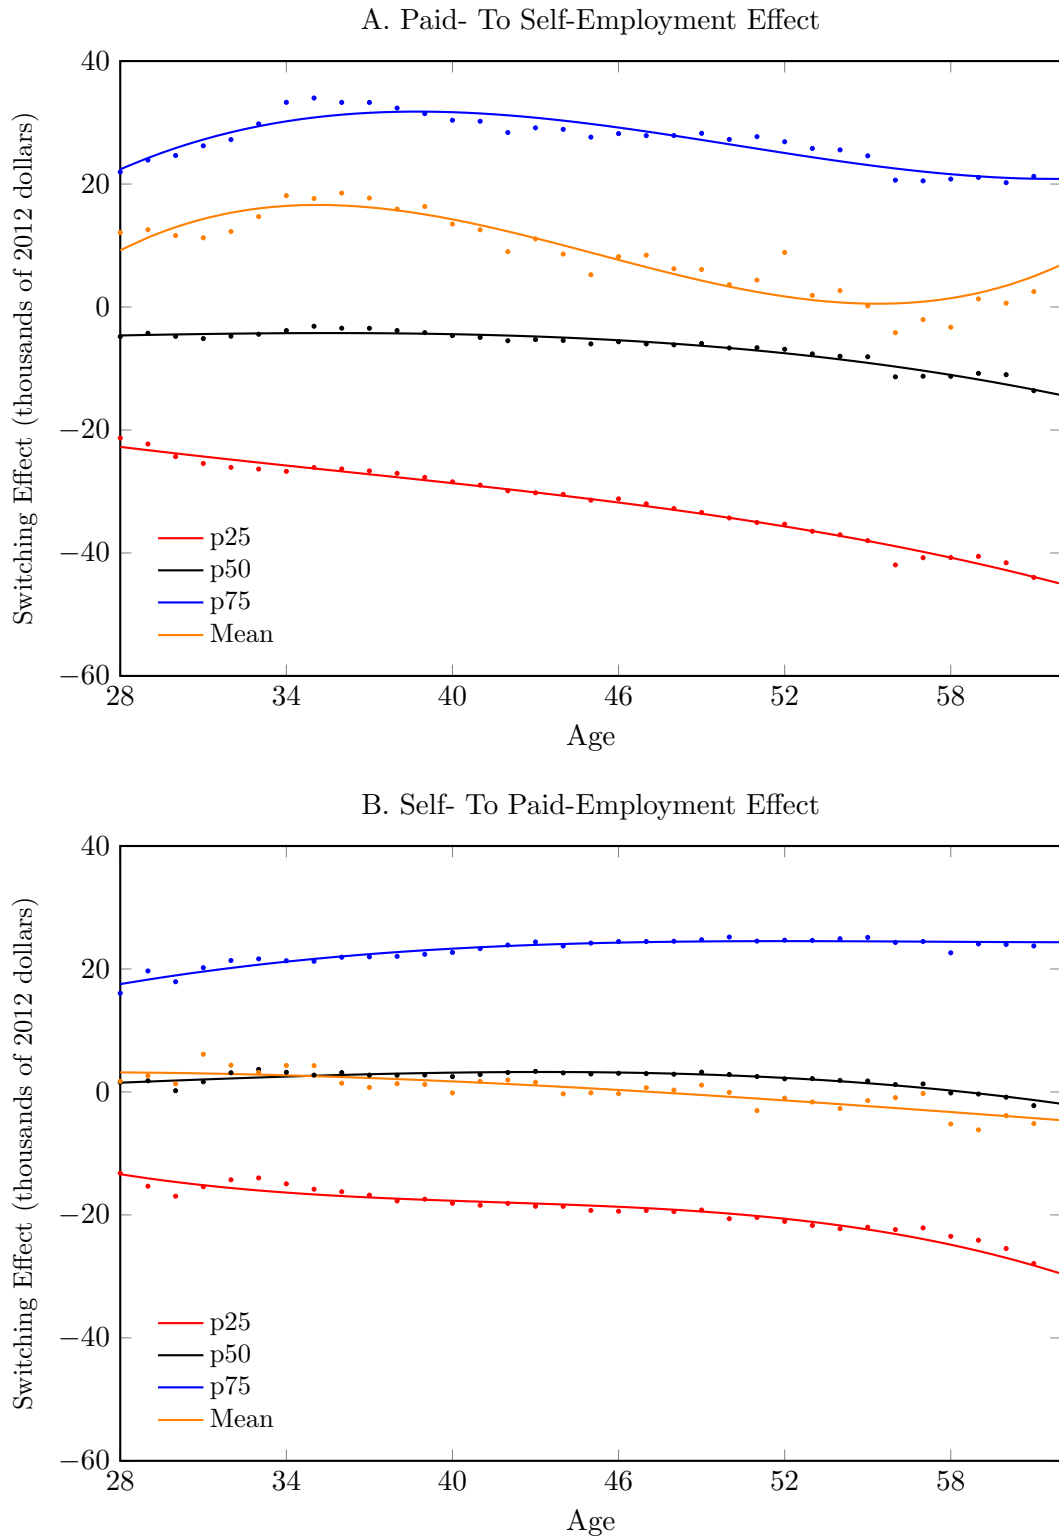 A. Paid- To Self-Employment Effect
Switching Effect (thousands of 2012 dollars)
40
20
0
−20
−40
−60
p25
p50
p75
Mean
28 34 40 46 52 58
Age
B. Self- To Paid-Employment Effect
Switching Effect (thousands of 2012 dollars)
40
20
0
−20
−40
−60
p25
p50
p75
Mean
28 34 40 46 52 58
Age